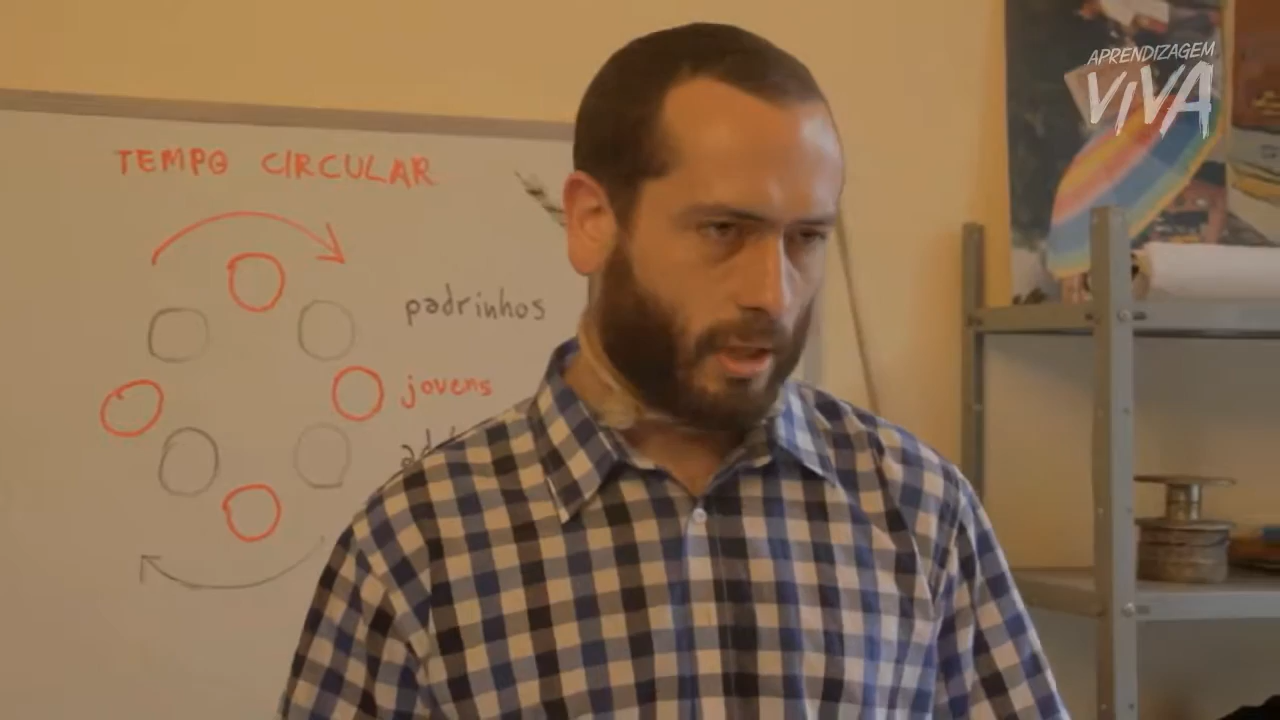 APRENDIZAGEM
VIVA
TEMPO CIRCULAR
padrinhos
jovens